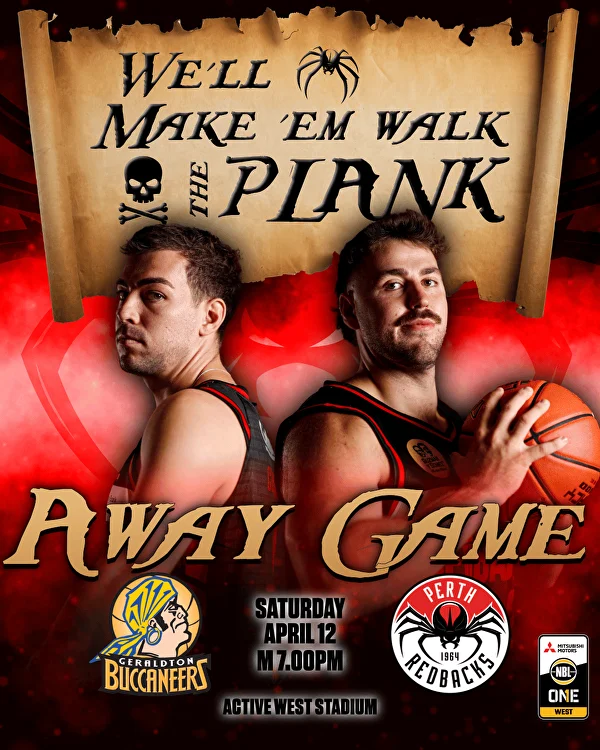 WE'LL
MAKE 'EM WALK
THE PLANK
AWAY GAME
GERALDTON
BUCCANEERS
SATURDAY
APRIL 12
M 7.00PM
PERTH
1964
REDBACKS
ACTIVE WEST STADIUM
MITSUBISHI
MOTORS
NBL
ONE
WEST